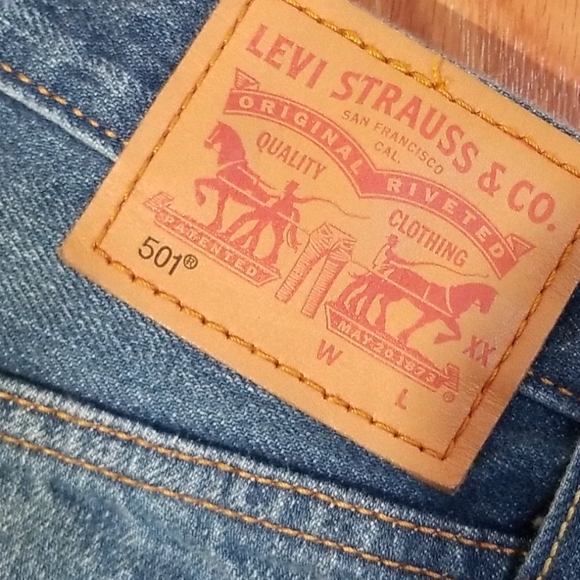 LEVI STRAUSS & CO.
SAN FRANCISCO
CAL.
ORIGINAL RIVETED
QUALITY CLOTHING
PATENTED
MAY 20 1873
XX
501®
W L
®